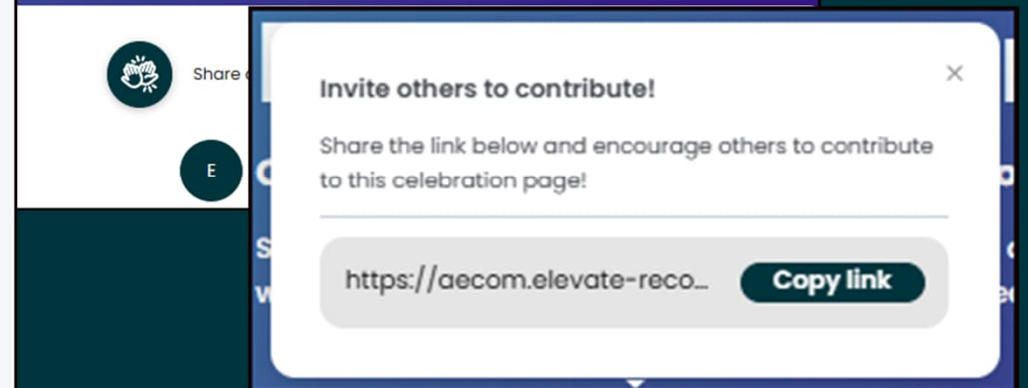 Share
E
Invite others to contribute!
Share the link below and encourage others to contribute
to this celebration page!
https://aecom.elevate-reco...
Copy link